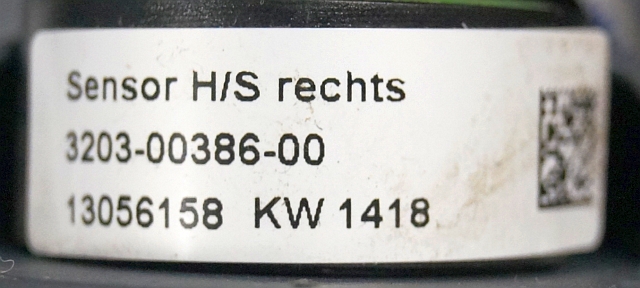 Sensor H/S rechts
3203-00386-00
13056158 KW 1418